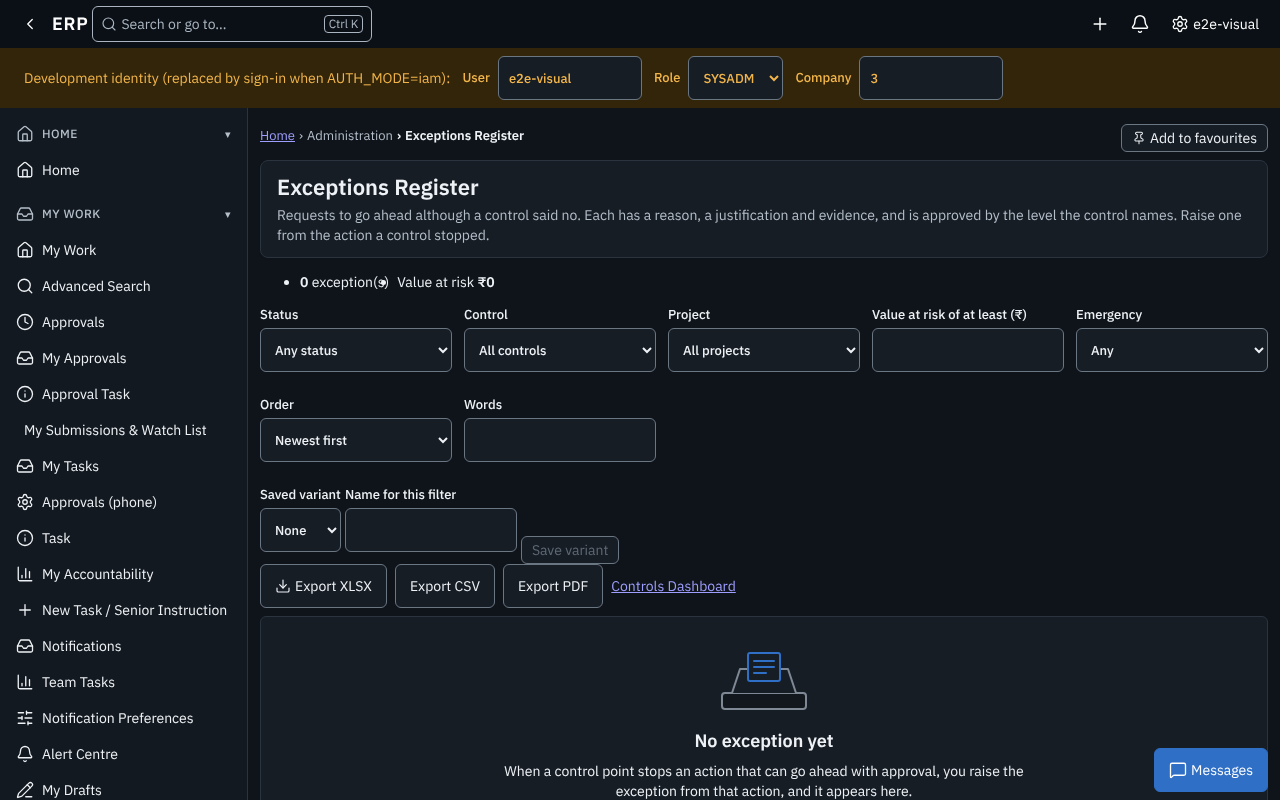 ERP
Search or go to...
Ctrl K
e2e-visual
Development identity (replaced by sign-in when AUTH_MODE=iam):
User
e2e-visual
Role
SYSADM
Company
3
HOME
Home
MY WORK
My Work
Advanced Search
Approvals
My Approvals
Approval Task
My Submissions & Watch List
My Tasks
Approvals (phone)
Task
My Accountability
New Task / Senior Instruction
Notifications
Team Tasks
Notification Preferences
Alert Centre
My Drafts
Home › Administration › Exceptions Register
Add to favourites
Exceptions Register
Requests to go ahead although a control said no. Each has a reason, a justification and evidence, and is approved by the level the control names. Raise one
from the action a control stopped.
0 exception(s)
Value at risk ₹0
Status
Control
Project
Value at risk of at least (₹)
Emergency
Any status
All controls
All projects
Any
Order
Words
Newest first
Saved variant
Name for this filter
None
Save variant
Export XLSX
Export CSV
Export PDF
Controls Dashboard
No exception yet
When a control point stops an action that can go ahead with approval, you raise the
exception from that action, and it appears here.
Messages